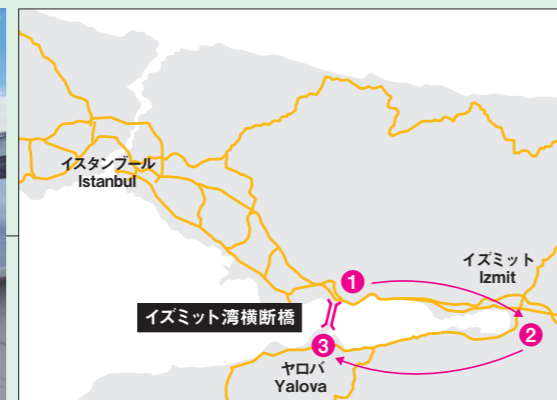 イスタンブール
Istanbul
イズミット
Izmit
1
イズミット湾横断橋
2
3
ヤロバ
Yalova